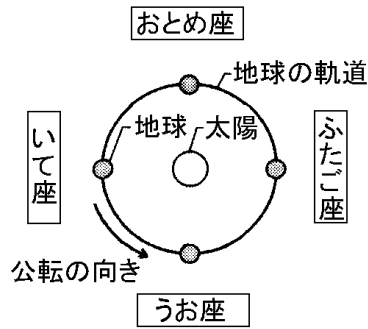 おとめ座
地球の軌道
地球
太陽
いて座
ふたご座
公転の向き
うお座